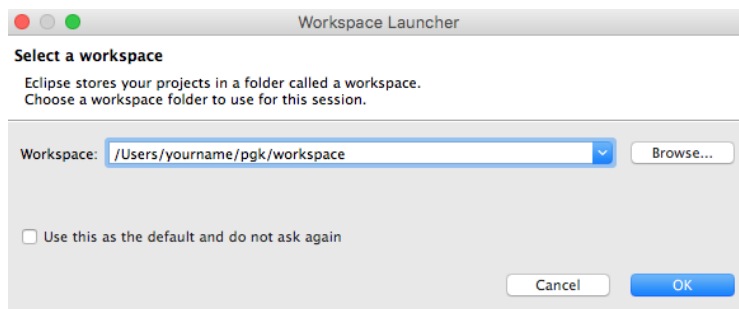 Workspace Launcher
Select a workspace
Eclipse stores your projects in a folder called a workspace.
Choose a workspace folder to use for this session.
Workspace: /Users/yourname/pgk/workspace Browse...
Use this as the default and do not ask again
Cancel OK